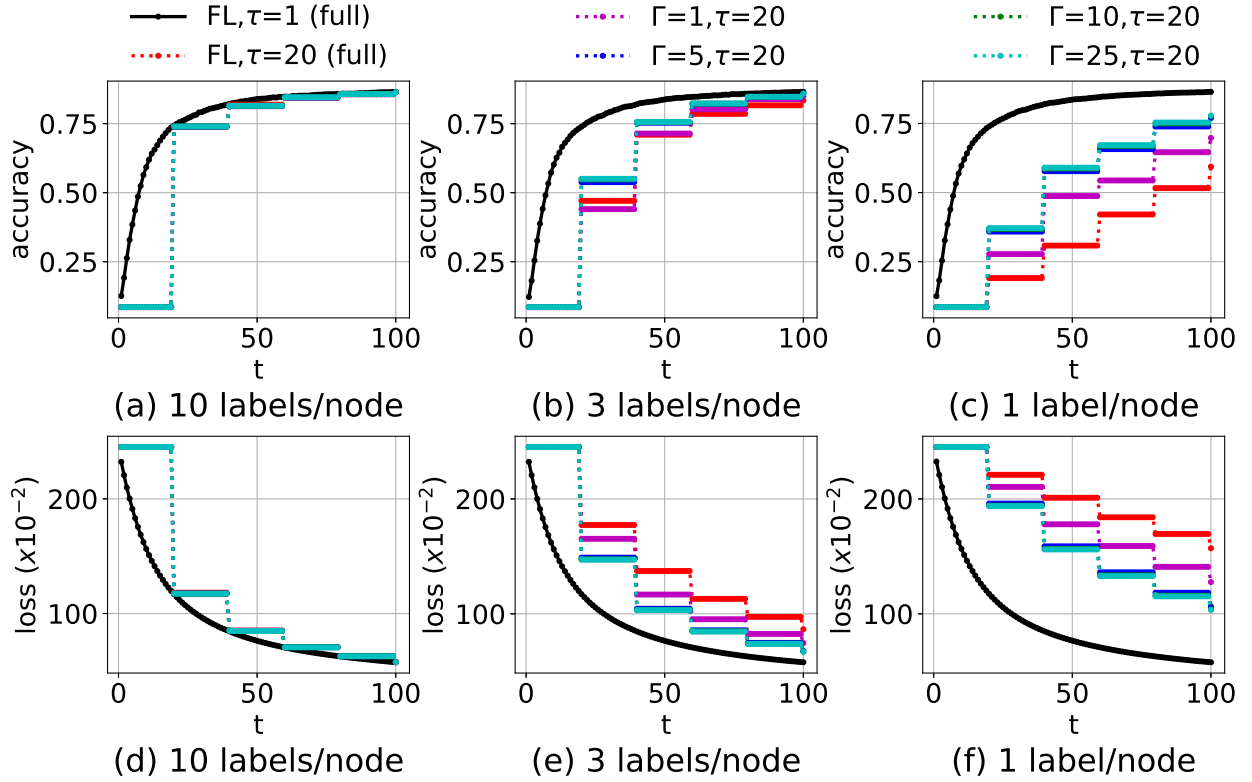 FL,τ=1 (full) Γ=1,τ=20 Γ=10,τ=20
FL,τ=20 (full) Γ=5,τ=20 Γ=25,τ=20
accuracy
0.75
0.50
0.25
0 50 100
t
(a) 10 labels/node
accuracy
0.75
0.50
0.25
0 50 100
t
(b) 3 labels/node
accuracy
0.75
0.50
0.25
0 50 100
t
(c) 1 label/node
loss (x10⁻²)
200
100
0 50 100
t
(d) 10 labels/node
loss (x10⁻²)
200
100
0 50 100
t
(e) 3 labels/node
loss (x10⁻²)
200
100
0 50 100
t
(f) 1 label/node